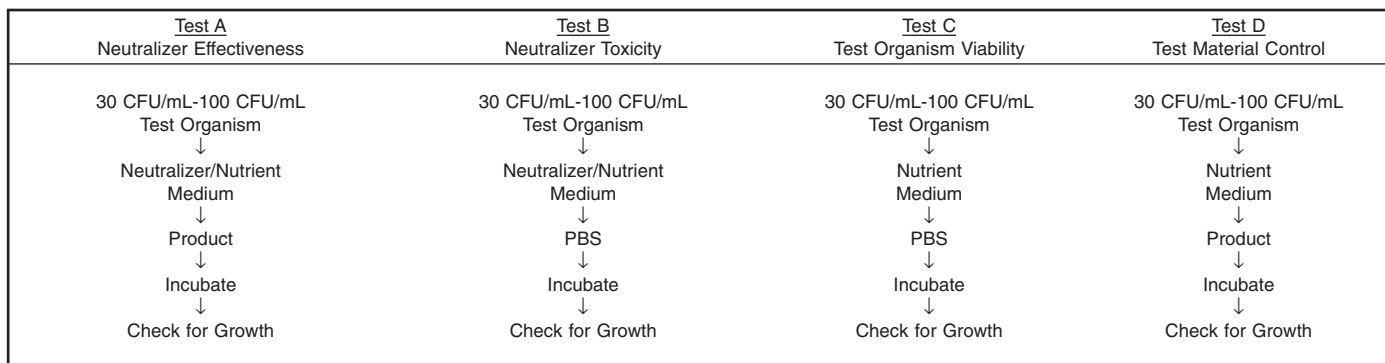 Test A
Neutralizer Effectiveness
Test B
Neutralizer Toxicity
Test C
Test Organism Viability
Test D
Test Material Control
30 CFU/mL-100 CFU/mL
Test Organism
↓
Neutralizer/Nutrient
Medium
↓
Product
↓
Incubate
↓
Check for Growth
30 CFU/mL-100 CFU/mL
Test Organism
↓
Neutralizer/Nutrient
Medium
↓
PBS
↓
Incubate
↓
Check for Growth
30 CFU/mL-100 CFU/mL
Test Organism
↓
Nutrient
Medium
↓
PBS
↓
Incubate
↓
Check for Growth
30 CFU/mL-100 CFU/mL
Test Organism
↓
Nutrient
Medium
↓
Product
↓
Incubate
↓
Check for Growth